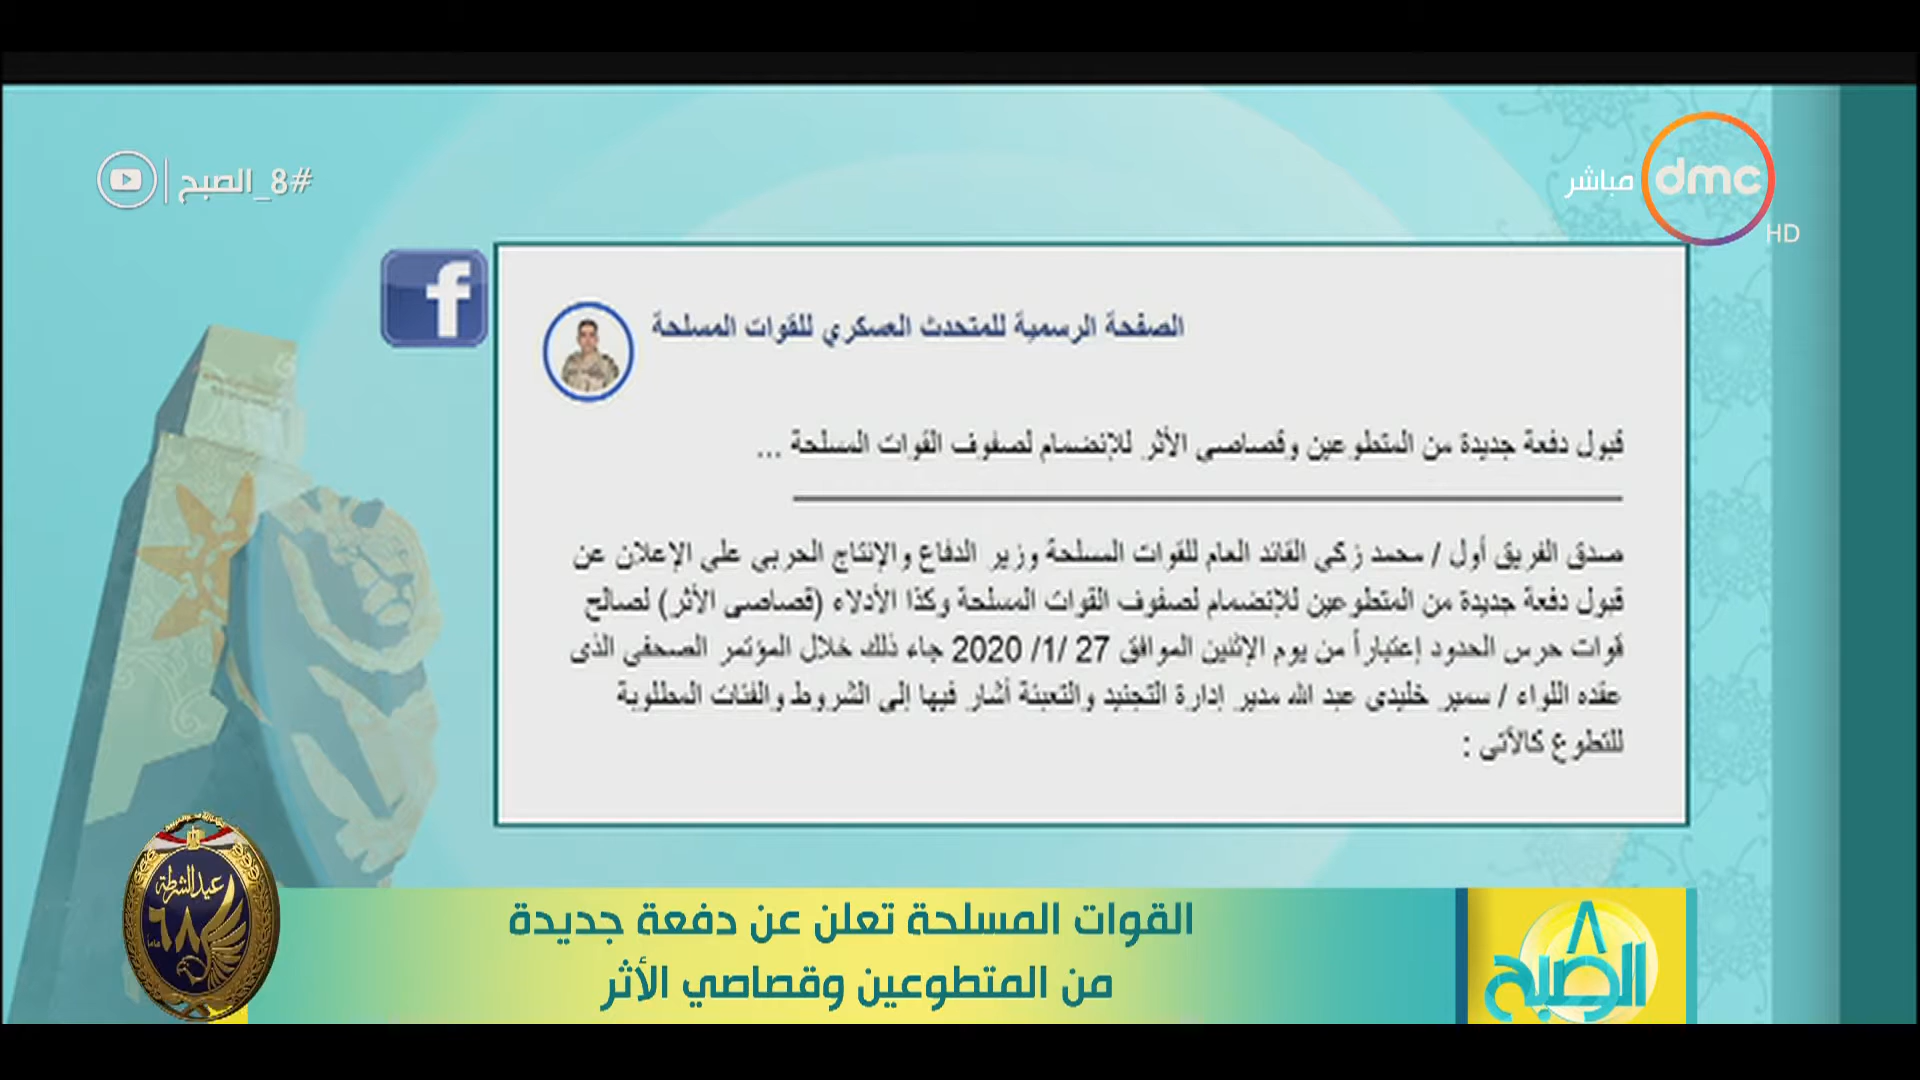 #8_الصبح
مباشر
dmc
HD
f
الصفحة الرسمية للمتحدث العسكري للقوات المسلحة
قبول دفعة جديدة من المتطوعين وقصاصى الأثر للإنضمام لصفوف القوات المسلحة ...
صدق الفريق أول / محمد زكي القائد العام للقوات المسلحة وزير الدفاع والإنتاج الحربي على الإعلان عن
قبول دفعة جديدة من المتطوعين للإنضمام لصفوف القوات المسلحة وكذا الأدلاء (قصاصى الأثر) لصالح
قوات حرس الحدود إعتباراً من يوم الإثنين الموافق 27 /1/ 2020 جاء ذلك خلال المؤتمر الصحفى الذى
عقده اللواء / سمير خليدى عبد الله مدير إدارة التجنيد والتعبئة أشار فيها إلى الشروط والفئات المطلوبة
للتطوع كالآتى :
القوات المسلحة تعلن عن دفعة جديدة
من المتطوعين وقصاصي الأثر
٨
الصبح
عيد الشرطة
٦٨
عاماً